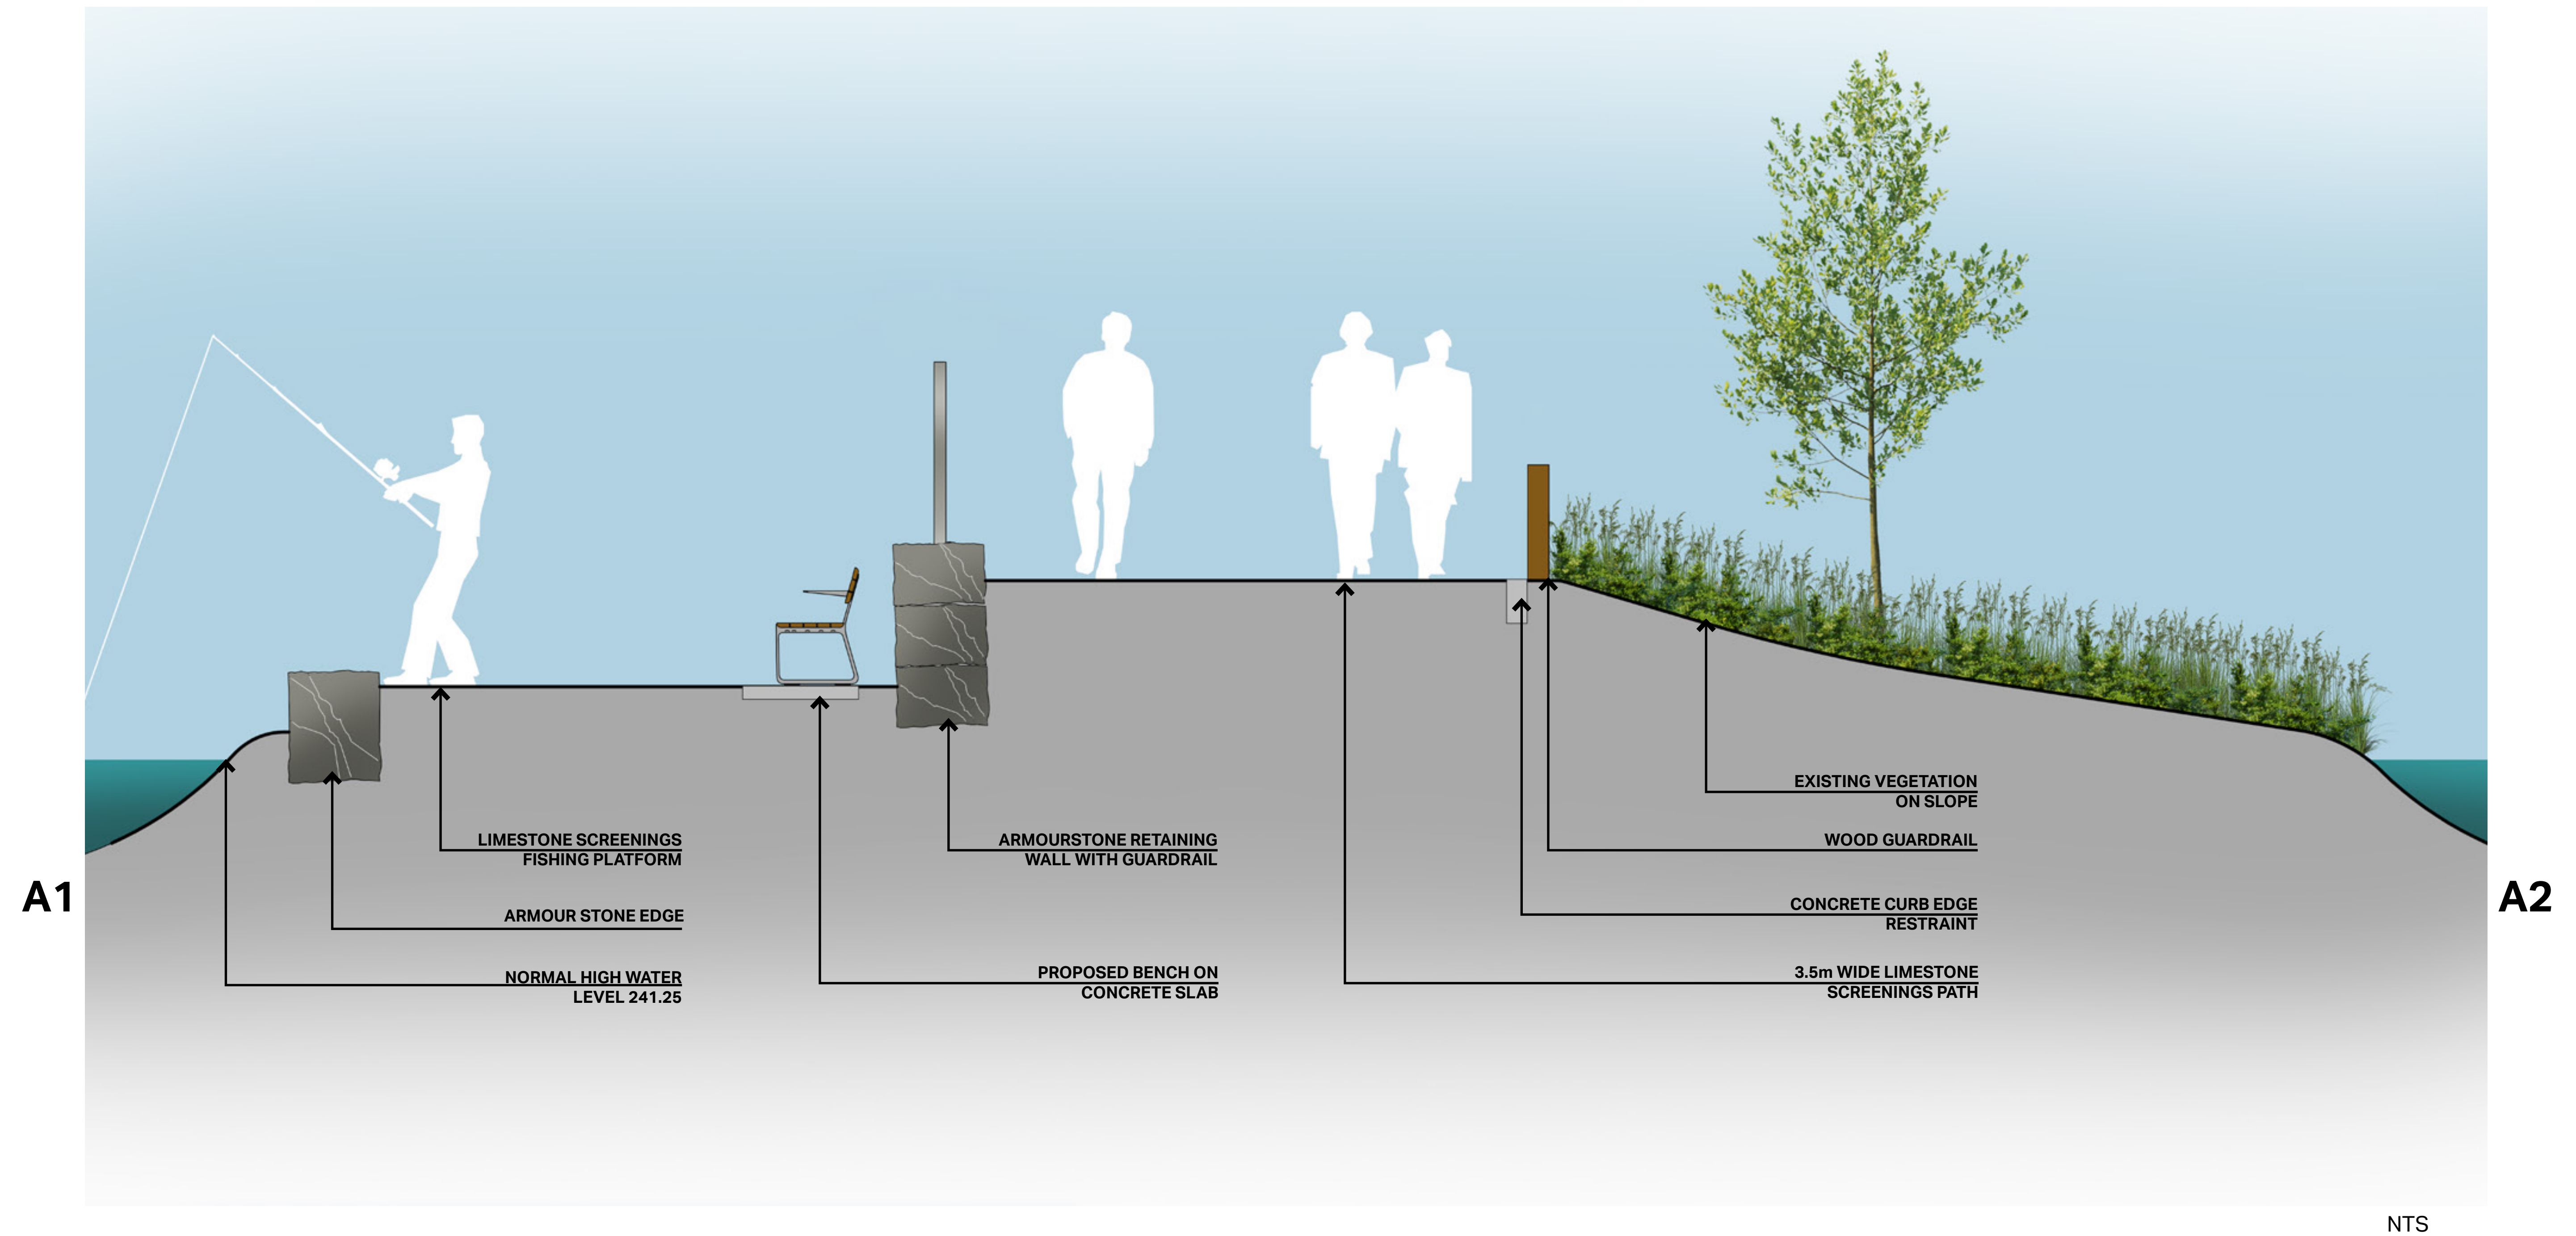 A1
LIMESTONE SCREENINGS
FISHING PLATFORM
ARMOUR STONE EDGE
NORMAL HIGH WATER
LEVEL 241.25
ARMOURSTONE RETAINING
WALL WITH GUARDRAIL
PROPOSED BENCH ON
CONCRETE SLAB
EXISTING VEGETATION
ON SLOPE
WOOD GUARDRAIL
CONCRETE CURB EDGE
RESTRAINT
3.5m WIDE LIMESTONE
SCREENINGS PATH
A2
NTS